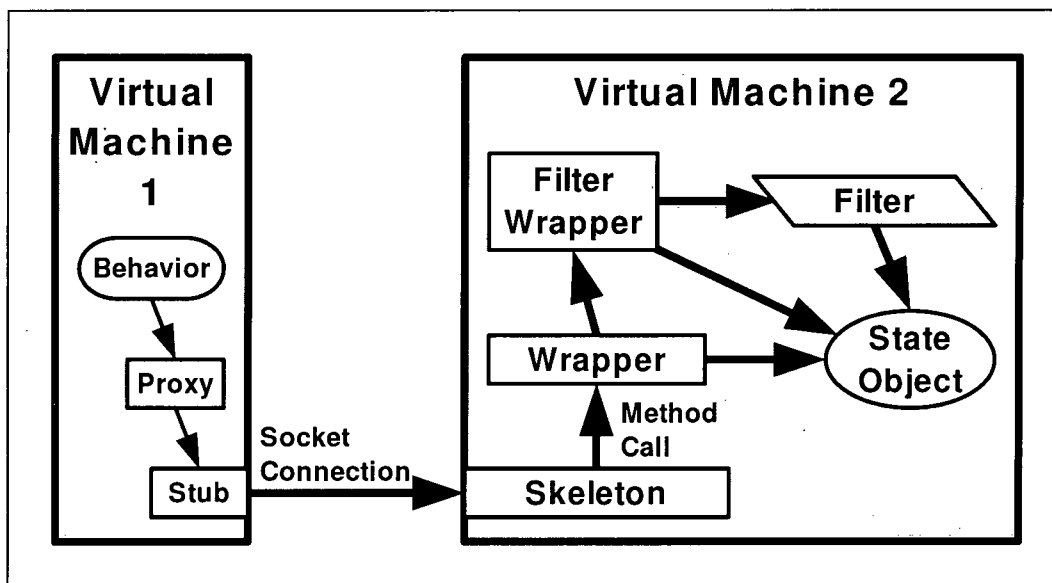 Virtual
Machine
1
Behavior
Proxy
Stub
Socket
Connection
Virtual Machine 2
Filter
Wrapper
Filter
Wrapper
State
Object
Method
Call
Skeleton